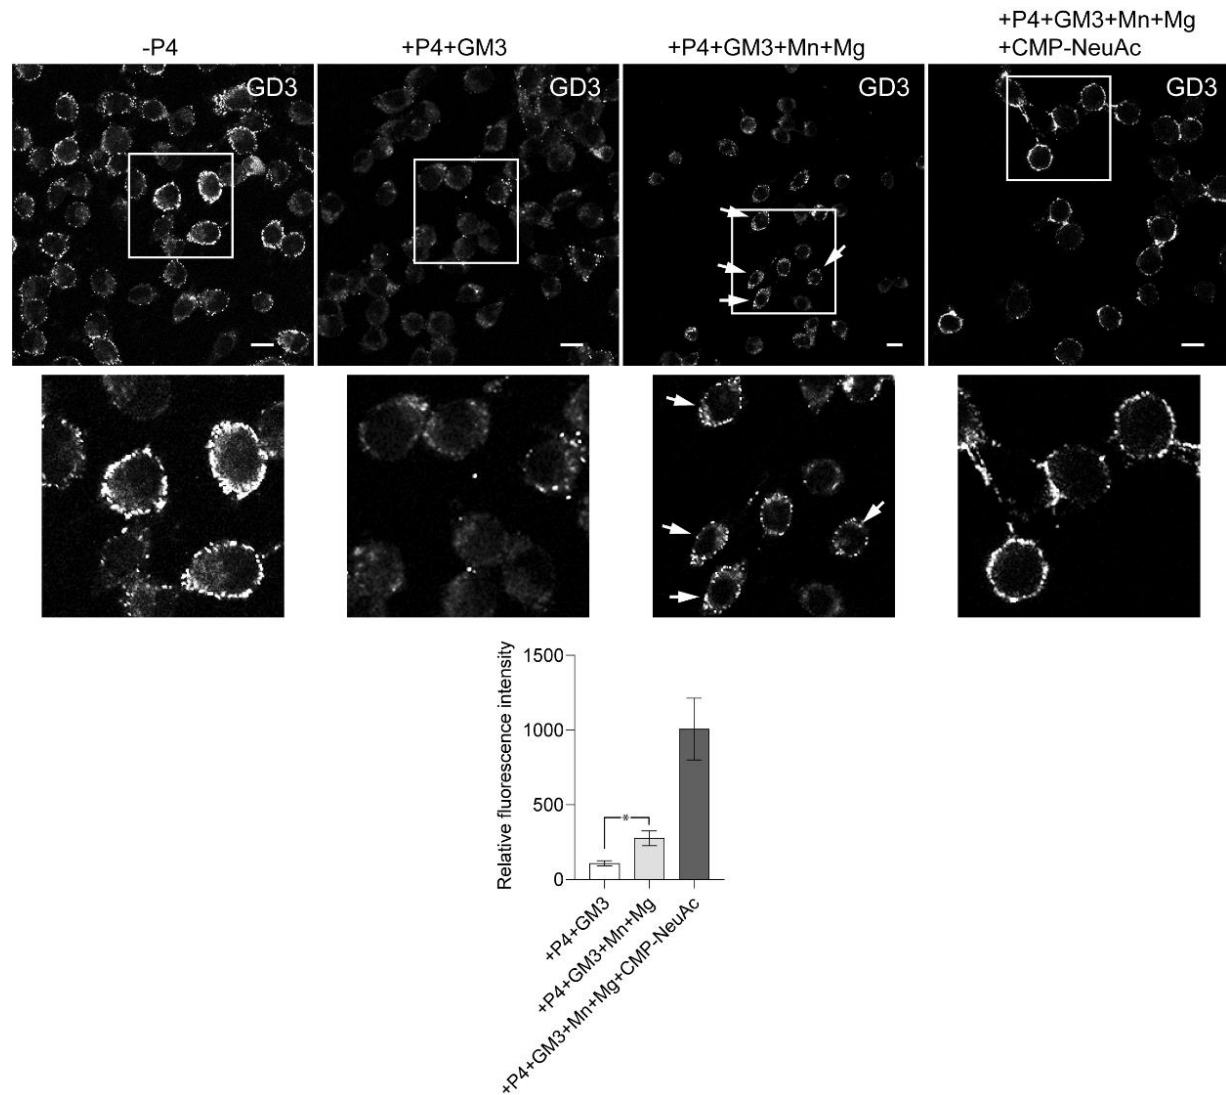 -P4
+P4+GM3
+P4+GM3+Mn+Mg
+P4+GM3+Mn+Mg
+CMP-NeuAc
GD3
GD3
GD3
GD3
Relative fluorescence intensity
1500
1000
500
0
*
+P4+GM3
+P4+GM3+Mn+Mg
+P4+GM3+Mn+Mg+CMP-NeuAc